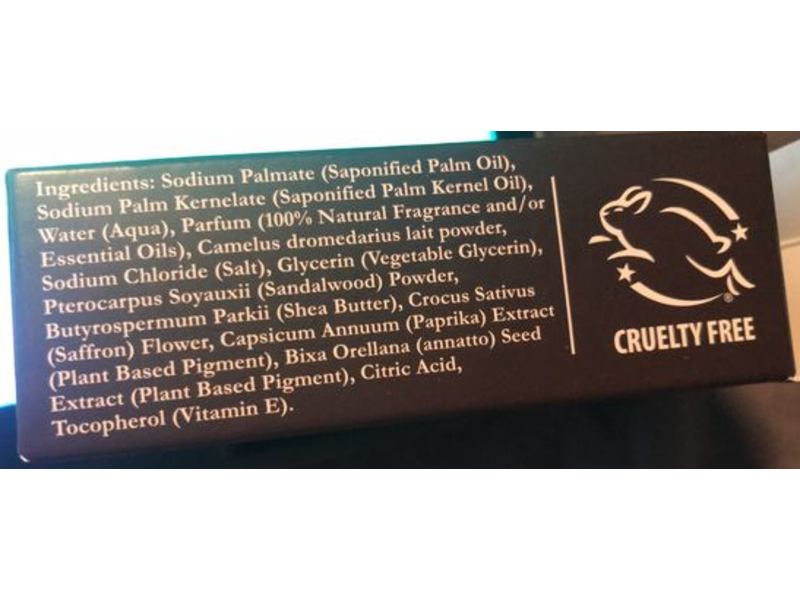 Ingredients: Sodium Palmate (Saponified Palm Oil),
Sodium Palm Kernelate (Saponified Palm Kernel Oil),
Water (Aqua), Parfum (100% Natural Fragrance and/or
Essential Oils), Camelus dromedarius lait powder,
Sodium Chloride (Salt), Glycerin (Vegetable Glycerin),
Pterocarpus Soyauxii (Sandalwood) Powder,
Butyrospermum Parkii (Shea Butter), Crocus Sativus
(Saffron) Flower, Capsicum Annuum (Paprika) Extract
(Plant Based Pigment), Bixa Orellana (annatto) Seed
Extract (Plant Based Pigment), Citric Acid,
Tocopherol (Vitamin E).
®
CRUELTY FREE